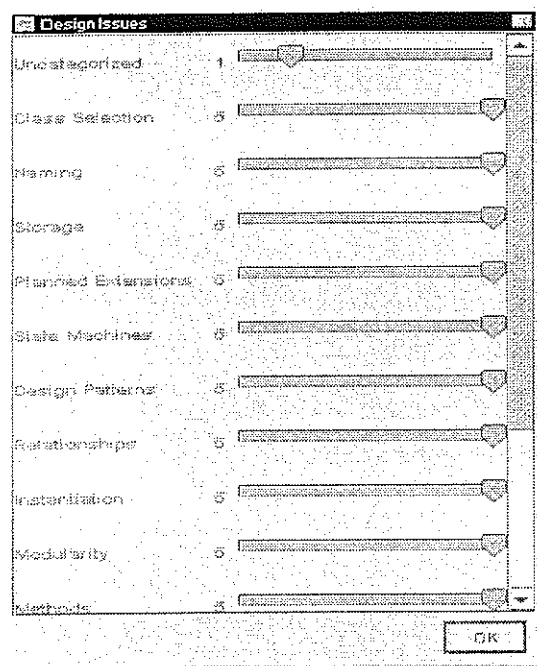 Design Issues
Uncategorized 1
Class Selection 5
Naming 5
Storage 5
Planned Extensions 5
State Machines 5
Design Patterns 5
Relationships 5
Instantiation 5
Modularity 5
Methods 5
OK